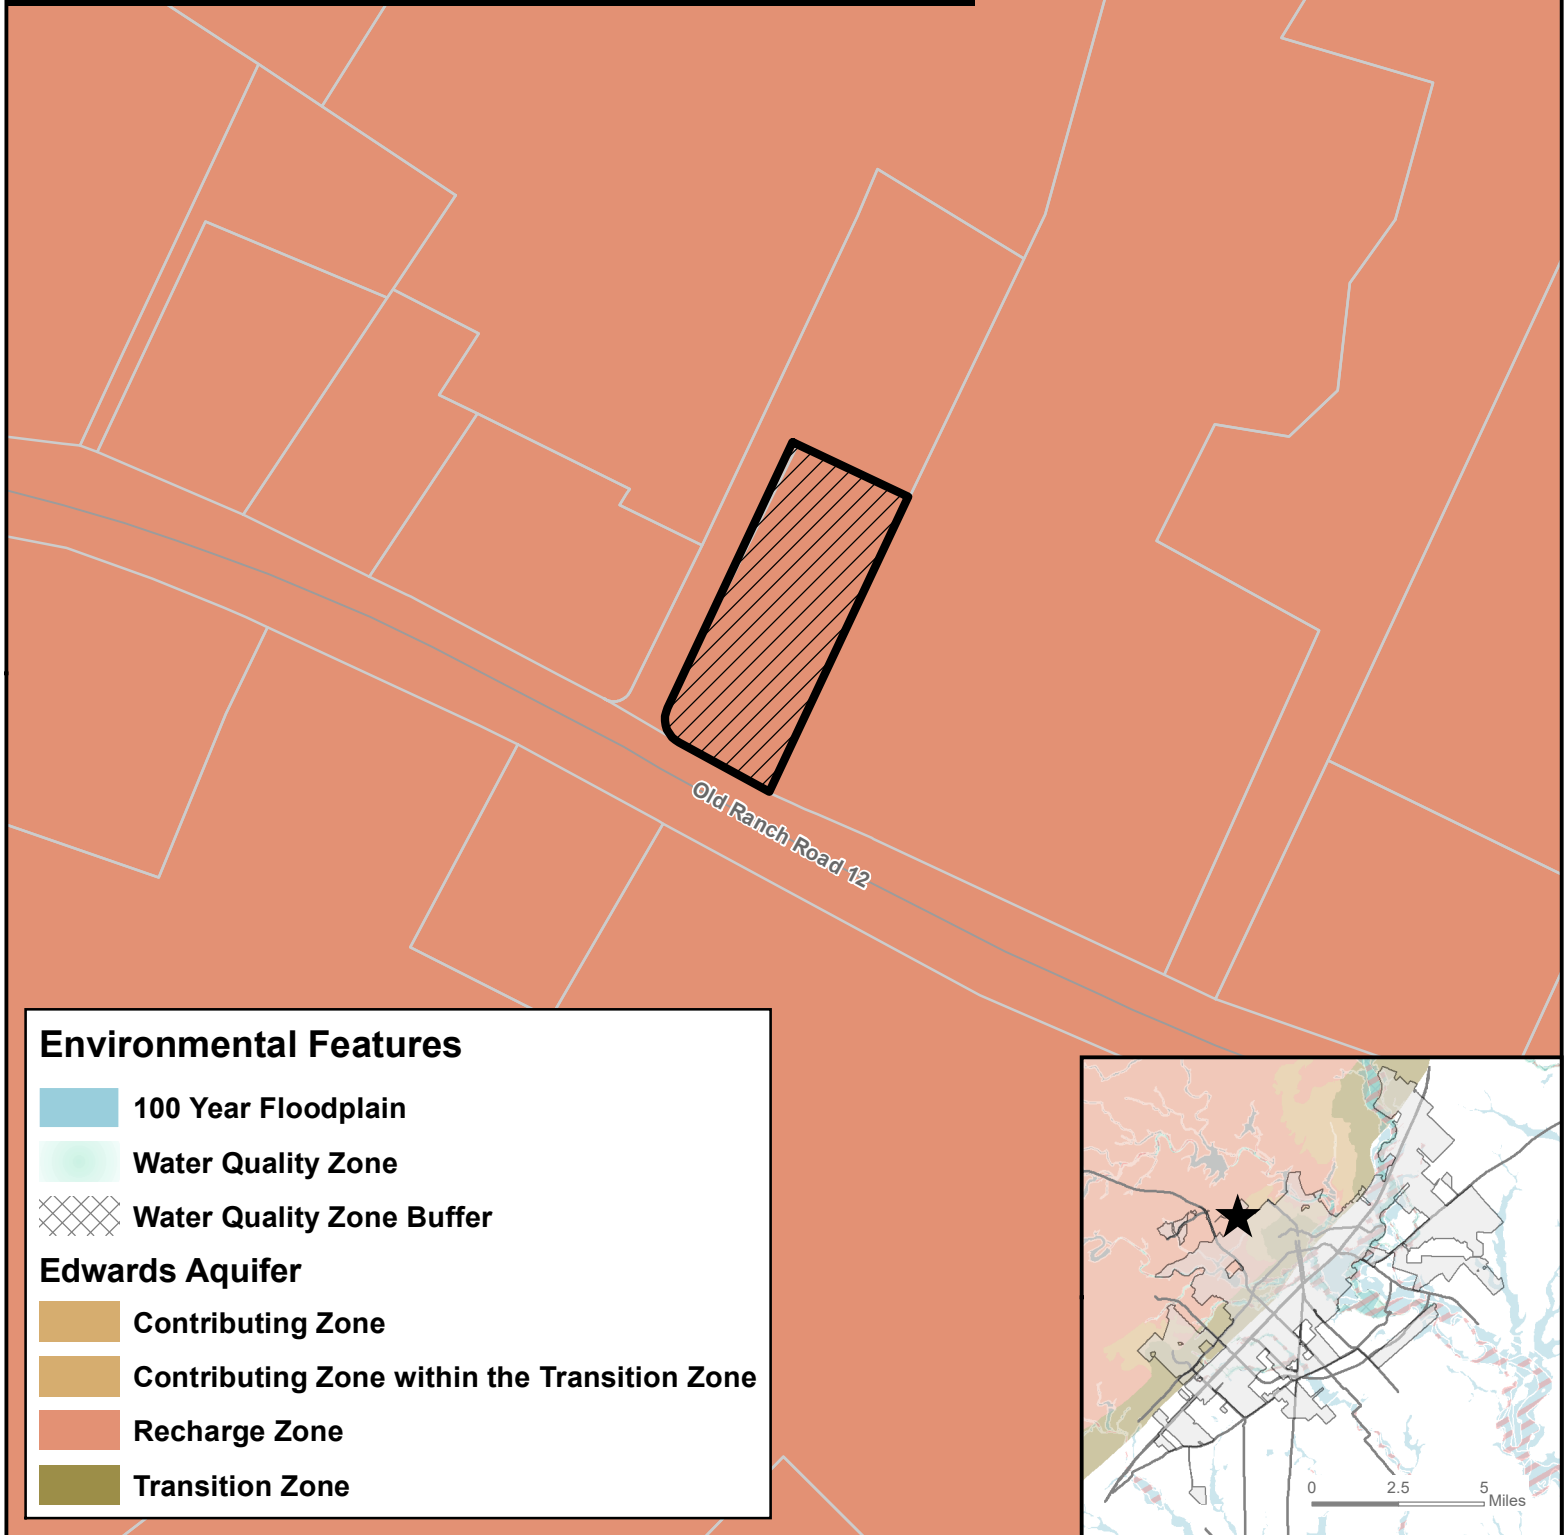 Old Ranch Road 12
Environmental Features
100 Year Floodplain
Water Quality Zone
Water Quality Zone Buffer
Edwards Aquifer
Contributing Zone
Contributing Zone within the Transition Zone
Recharge Zone
Transition Zone
0 2.5 5
Miles